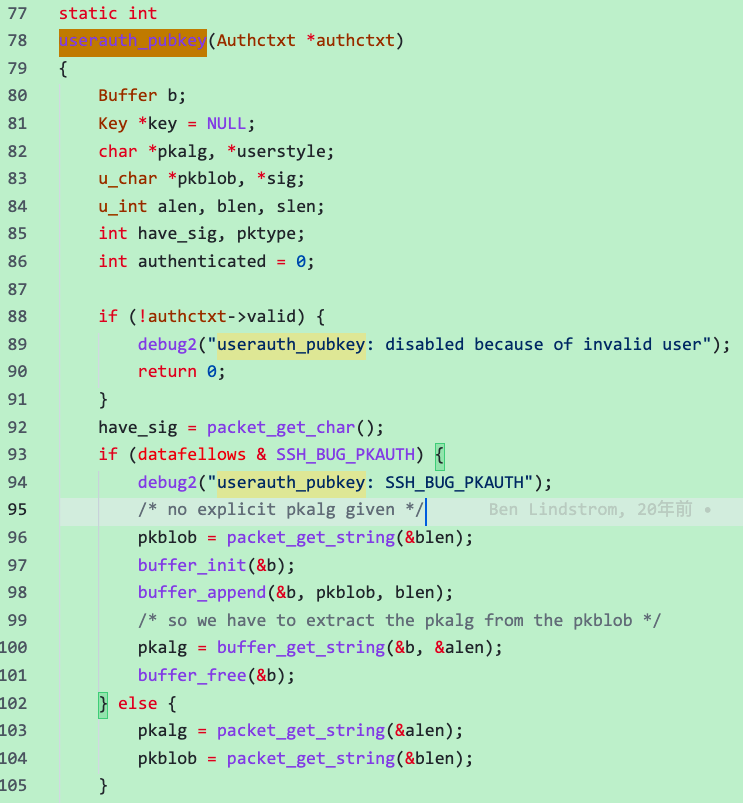 77 static int
78 userauth_pubkey(Authctxt *authctxt)
79 {
80     Buffer b;
81     Key *key = NULL;
82     char *pkalg, *userstyle;
83     u_char *pkblob, *sig;
84     u_int alen, blen, slen;
85     int have_sig, pktype;
86     int authenticated = 0;
87
88     if (!authctxt->valid) {
89         debug2("userauth_pubkey: disabled because of invalid user");
90         return 0;
91     }
92     have_sig = packet_get_char();
93     if (datafellows & SSH_BUG_PKAUTH) {
94         debug2("userauth_pubkey: SSH_BUG_PKAUTH");
95         /* no explicit pkalg given */ Ben Lindstrom, 20年前 •
96         pkblob = packet_get_string(&blen);
97         buffer_init(&b);
98         buffer_append(&b, pkblob, blen);
99         /* so we have to extract the pkalg from the pkblob */
100         pkalg = buffer_get_string(&b, &alen);
101         buffer_free(&b);
102     } else {
103         pkalg = packet_get_string(&alen);
104         pkblob = packet_get_string(&blen);
105     }